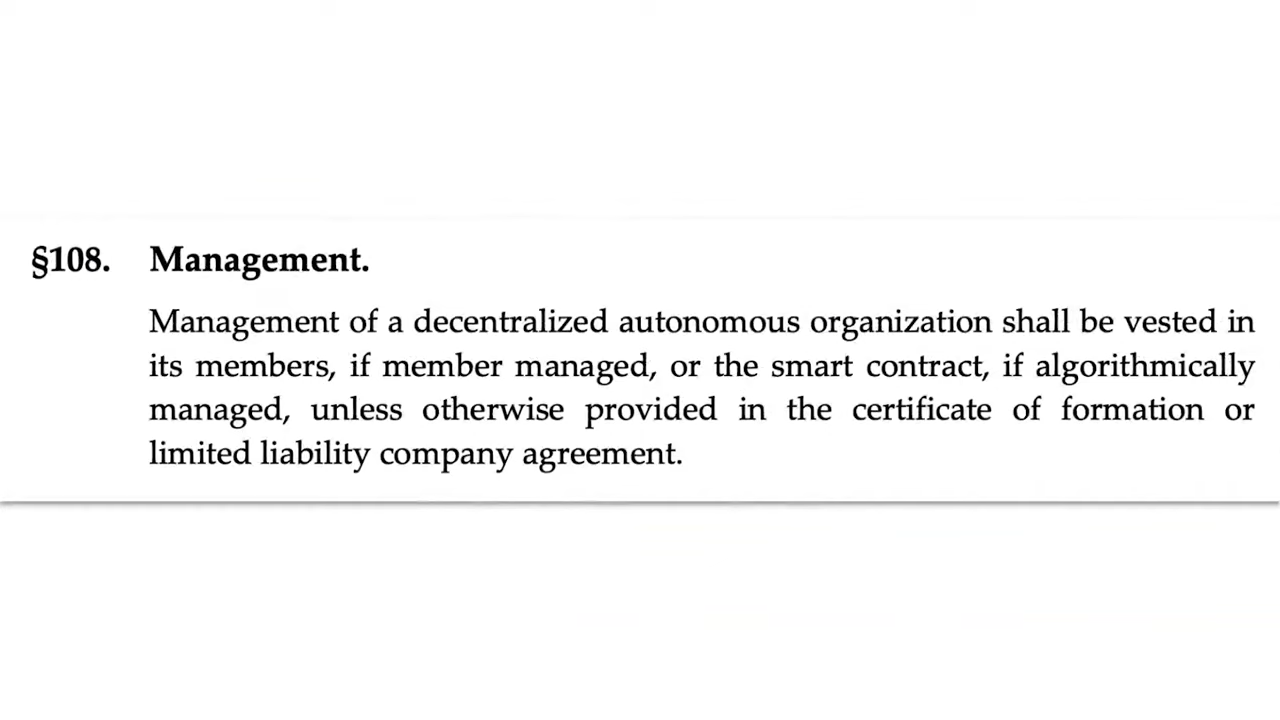 §108. Management.
Management of a decentralized autonomous organization shall be vested in
its members, if member managed, or the smart contract, if algorithmically
managed, unless otherwise provided in the certificate of formation or
limited liability company agreement.